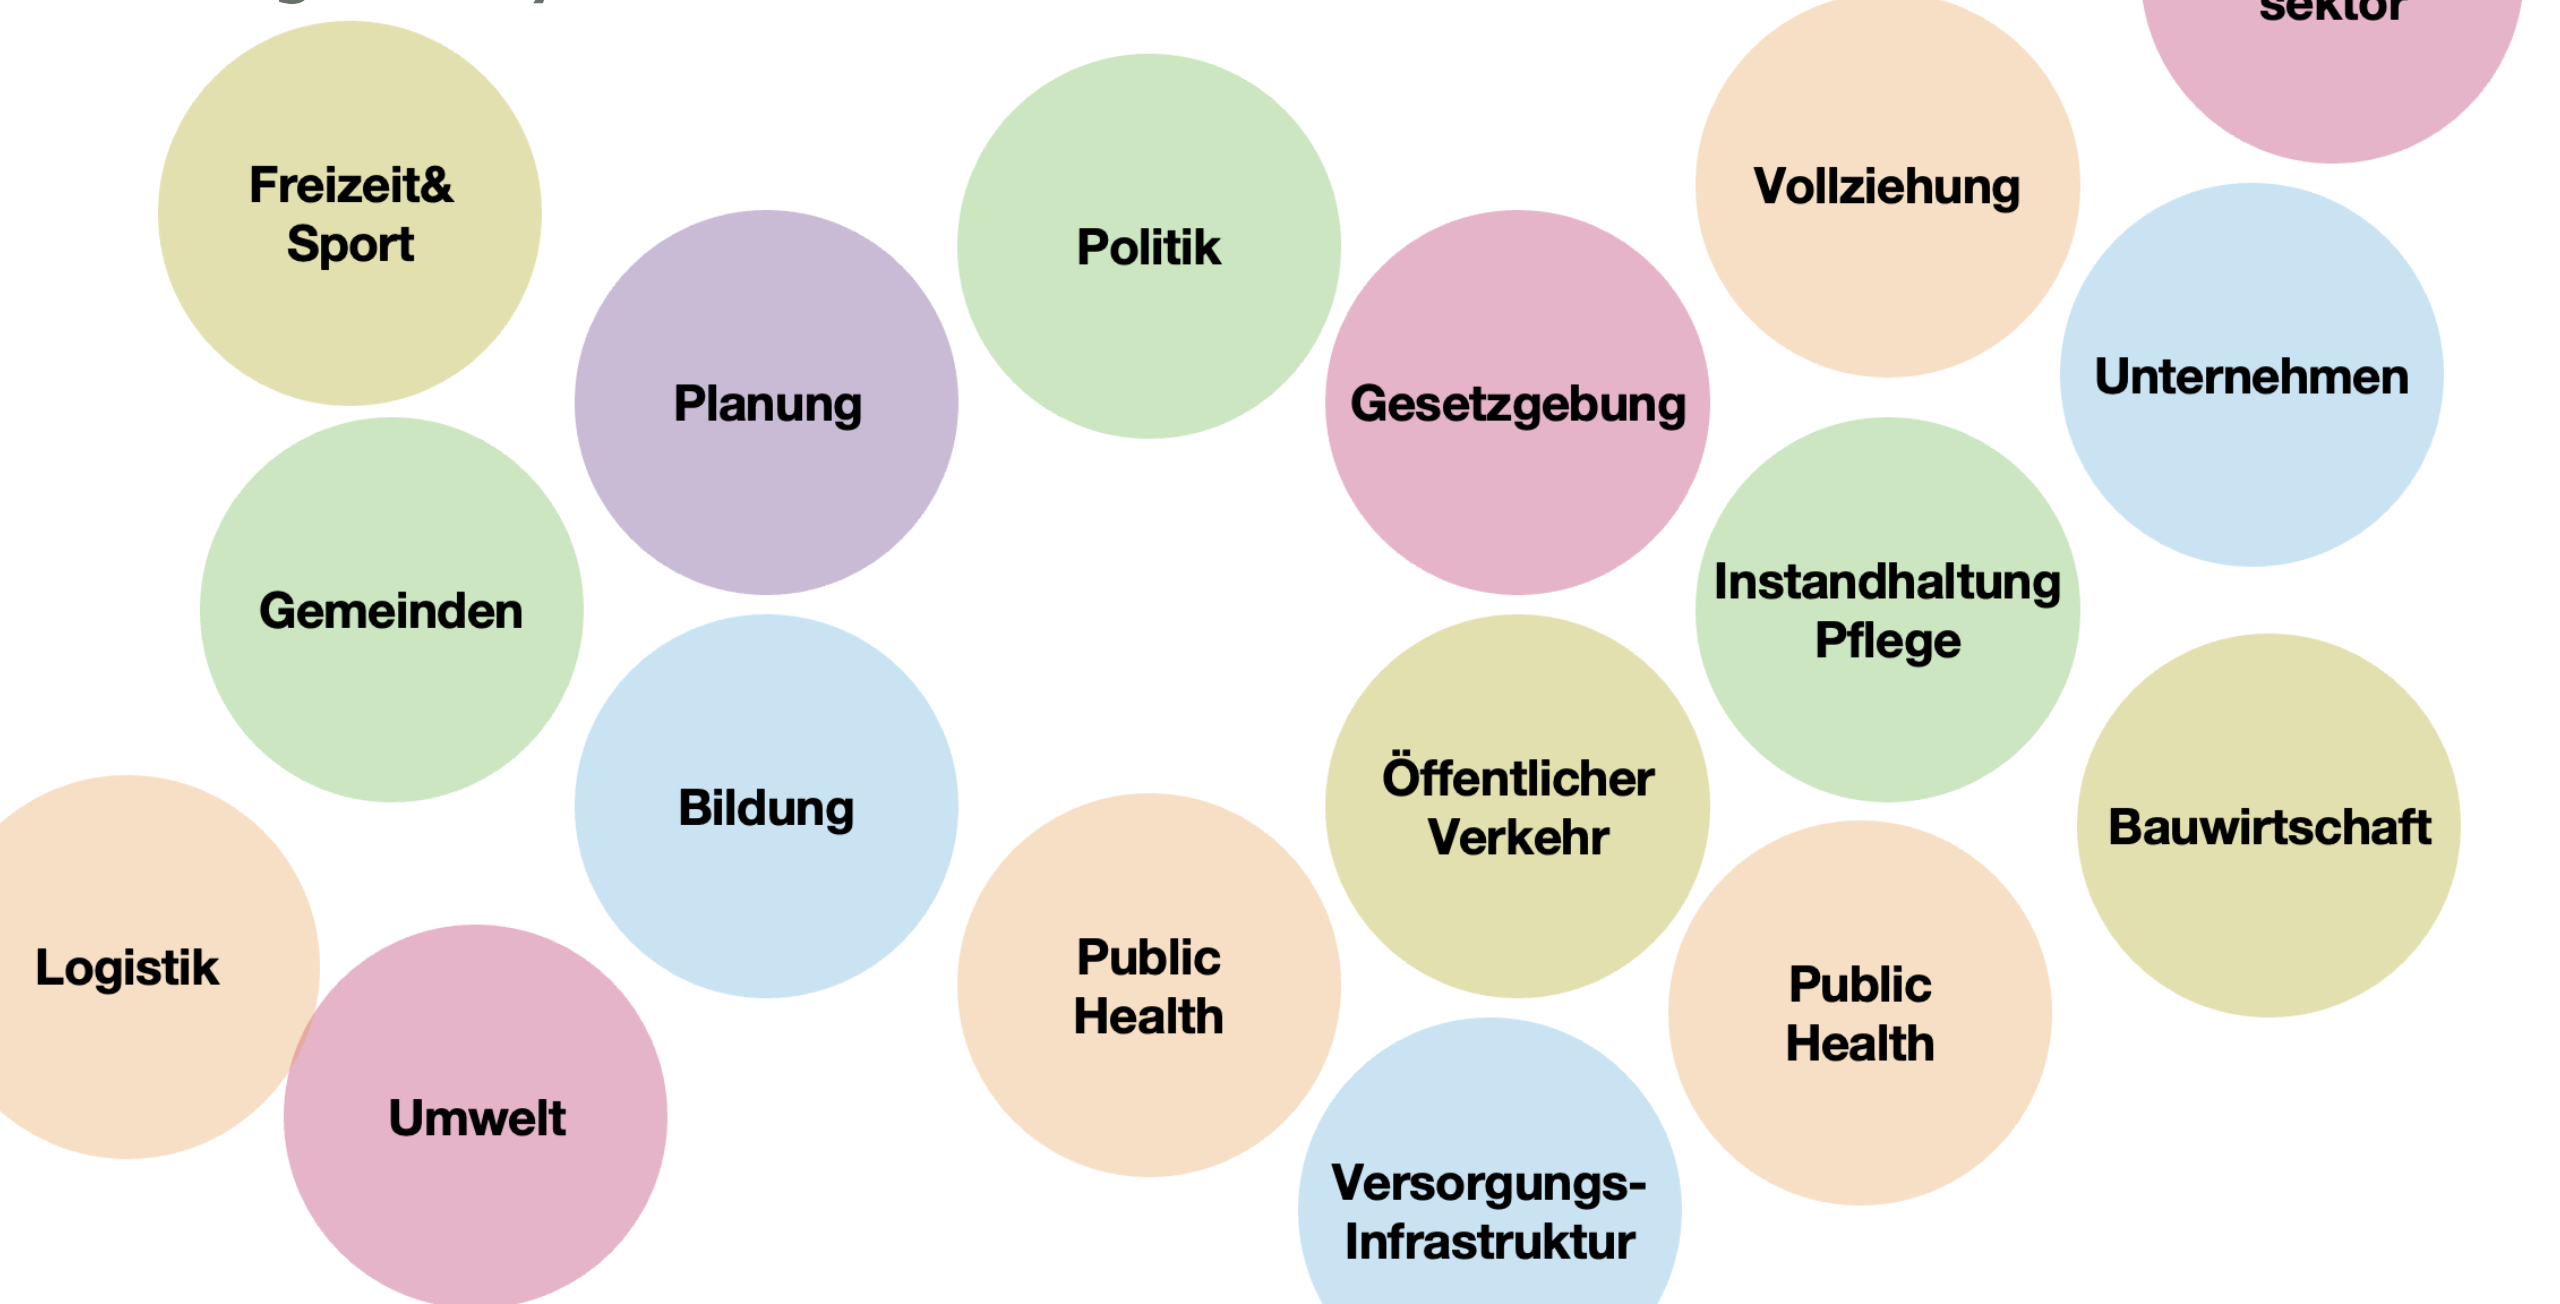 sektor
Freizeit&
Sport
Politik
Vollziehung
Planung
Gesetzgebung
Unternehmen
Gemeinden
Instandhaltung
Pflege
Bildung
Öffentlicher
Verkehr
Bauwirtschaft
Logistik
Public
Health
Public
Health
Umwelt
Versorgungs-
Infrastruktur